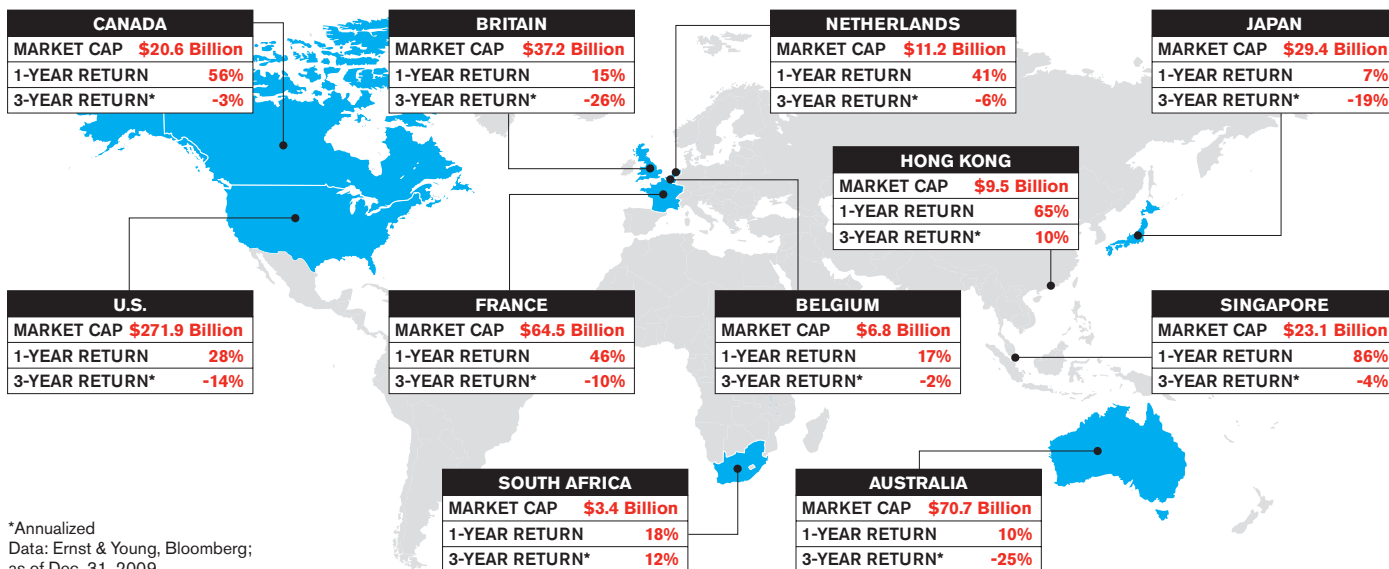 CANADA
MARKET CAP $20.6 Billion
1-YEAR RETURN 56%
3-YEAR RETURN* -3%
BRITAIN
MARKET CAP $37.2 Billion
1-YEAR RETURN 15%
3-YEAR RETURN* -26%
NETHERLANDS
MARKET CAP $11.2 Billion
1-YEAR RETURN 41%
3-YEAR RETURN* -6%
JAPAN
MARKET CAP $29.4 Billion
1-YEAR RETURN 7%
3-YEAR RETURN* -19%
HONG KONG
MARKET CAP $9.5 Billion
1-YEAR RETURN 65%
3-YEAR RETURN* 10%
U.S.
MARKET CAP $271.9 Billion
1-YEAR RETURN 28%
3-YEAR RETURN* -14%
FRANCE
MARKET CAP $64.5 Billion
1-YEAR RETURN 46%
3-YEAR RETURN* -10%
BELGIUM
MARKET CAP $6.8 Billion
1-YEAR RETURN 17%
3-YEAR RETURN* -2%
SINGAPORE
MARKET CAP $23.1 Billion
1-YEAR RETURN 86%
3-YEAR RETURN* -4%
SOUTH AFRICA
MARKET CAP $3.4 Billion
1-YEAR RETURN 18%
3-YEAR RETURN* 12%
AUSTRALIA
MARKET CAP $70.7 Billion
1-YEAR RETURN 10%
3-YEAR RETURN* -25%
*Annualized
Data: Ernst & Young, Bloomberg;
as of Dec. 31, 2009